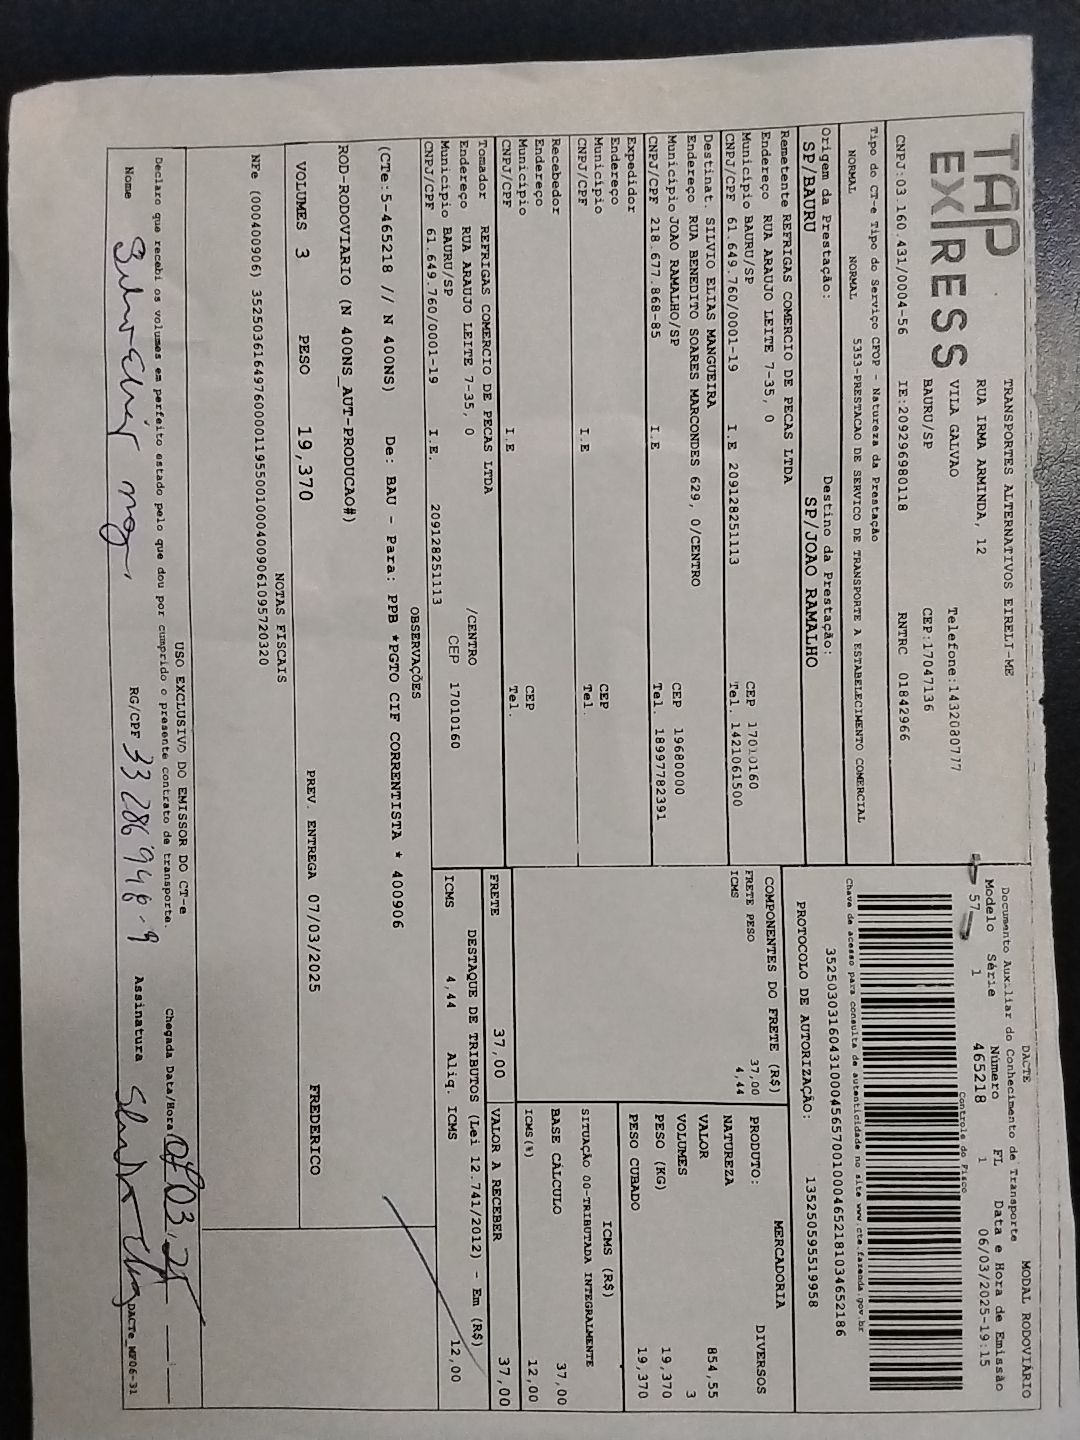 TAP
EXPRESS
TRANSPORTES ALTERNATIVOS EIRELI-ME
RUA IRMA ARMINDA, 12
VILA GALVAO Telefone:1432080777
BAURU/SP CEP:17047136
CNPJ:03.160.431/0004-56 IE:209296980118 RNTRC 01842966
DACTE MODAL RODOVIÁRIO
Documento Auxiliar do Conhecimento de Transporte
Modelo Série Número FL Data e Hora de Emissão
57 1 465218 1 06/03/2025-19:15
Controle do Fisco
Chave de acesso para consulta de autenticidade no site www.cte.fazenda.gov.br
PROTOCOLO DE AUTORIZAÇÃO: 135250595519958
Tipo do CT-e Tipo do Serviço CFOP - Natureza da Prestação
NORMAL NORMAL 5353-PRESTACAO DE SERVICO DE TRANSPORTE A ESTABELECIMENTO COMERCIAL
Origem da Prestação: Destino da Prestação:
SP/BAURU SP/JOAO RAMALHO
Remetente REFRIGAS COMERCIO DE PECAS LTDA
Endereço RUA ARAUJO LEITE 7-35, 0
Município BAURU/SP CEP 17010160
CNPJ/CPF 61.649.760/0001-19 I.E 209128251113 Tel. 1421061500
Destinat. SILVIO ELIAS MANGUEIRA
Endereço RUA BENEDITO SOARES MARCONDES 629, 0/CENTRO
Município JOAO RAMALHO/SP CEP 19680000
CNPJ/CPF 218.677.868-85 I.E Tel. 18997782391
Expedidor
Endereço
Município CEP
CNPJ/CPF I.E Tel.
Recebedor
Endereço
Município CEP
CNPJ/CPF I.E Tel.
Tomador REFRIGAS COMERCIO DE PECAS LTDA
Endereço RUA ARAUJO LEITE 7-35, 0 /CENTRO
Município BAURU/SP CEP 17010160
CNPJ/CPF 61.649.760/0001-19 I.E. 209128251113
COMPONENTES DO FRETE (R$)
FRETE PESO 37,00
ICMS 4,44
MERCADORIA
PRODUTO: DIVERSOS
NATUREZA
VALOR 854,55
VOLUMES 3
PESO (KG) 19,370
PESO CUBADO 19,370
ICMS (R$)
SITUAÇÃO 00-TRIBUTADA INTEGRALMENTE
BASE CÁLCULO 37,00
ICMS(%) 12,00
FRETE 37,00 VALOR A RECEBER 37,00
DESTAQUE DE TRIBUTOS (Lei 12.741/2012) - Em (R$)
ICMS 4,44 Aliq. ICMS 12,00
OBSERVAÇÕES
(CTe:5-465218 // N 400NS) De: BAU - Para: PPB *PGTO CIF CORRENTISTA * 400906
ROD-RODOVIARIO (N 400NS_AUT-PRODUCAO#)
VOLUMES 3 PESO 19,370 PREV. ENTREGA 07/03/2025 FREDERICO
NOTAS FISCAIS
NFe (000400906)
USO EXCLUSIVO DO EMISSOR DO CT-e
Declaro que recebi os volumes em perfeito estado pelo que dou por cumprido o presente contrato de transporte. Chegada Data/Hora 07.03.25
Nome RG/CPF 33 286 948-9 Assinatura
DACTe_MF06-31